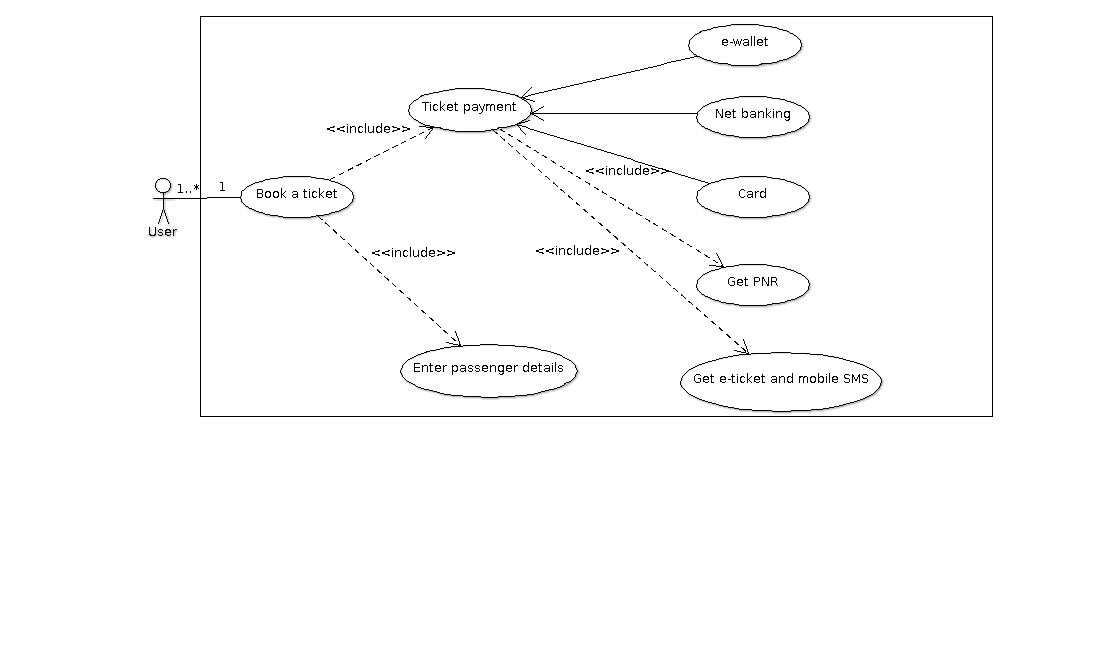 e-wallet
Ticket payment
Net banking
<<include>>
<<include>>
1..*
1
Book a ticket
Card
User
<<include>>
<<include>>
Get PNR
Enter passenger details
Get e-ticket and mobile SMS